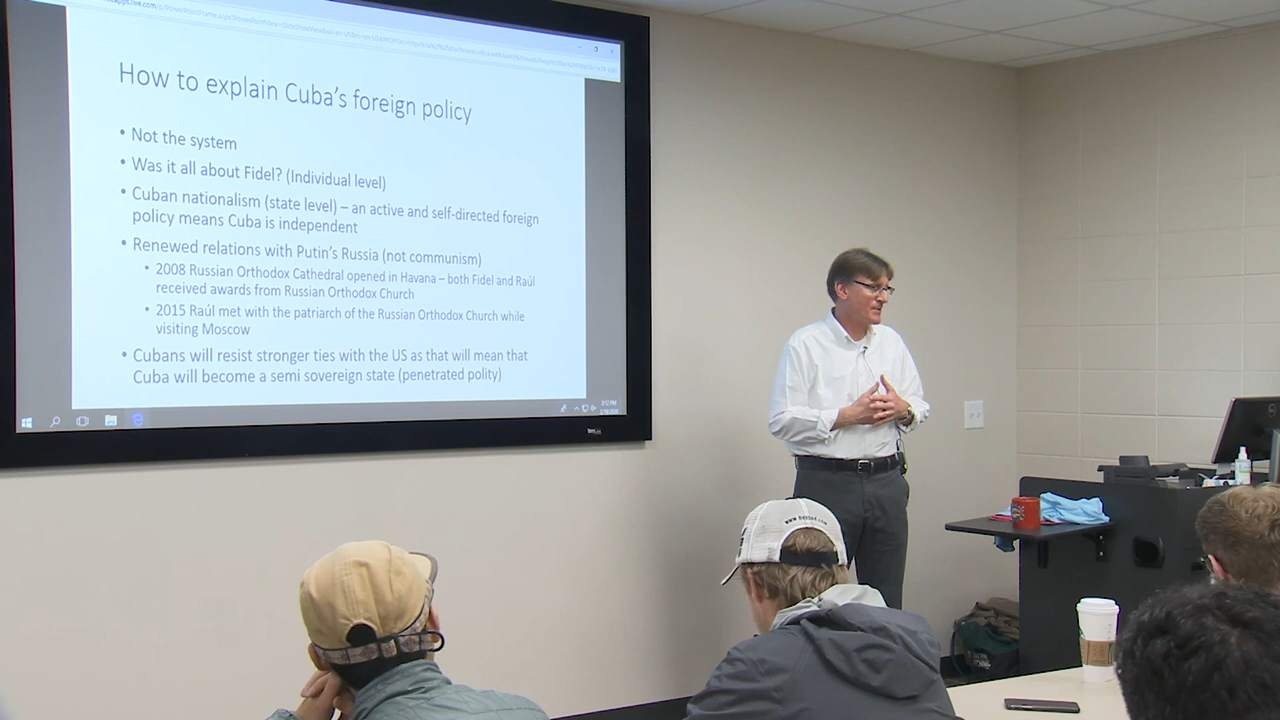 How to explain Cuba's foreign policy
• Not the system
• Was it all about Fidel? (Individual level)
• Cuban nationalism (state level) – an active and self-directed foreign
policy means Cuba is independent
• Renewed relations with Putin's Russia (not communism)
• 2008 Russian Orthodox Cathedral opened in Havana – both Fidel and Raúl
received awards from Russian Orthodox Church
• 2015 Raúl met with the patriarch of the Russian Orthodox Church while
visiting Moscow
• Cubans will resist stronger ties with the US as that will mean that
Cuba will become a semi sovereign state (penetrated polity)